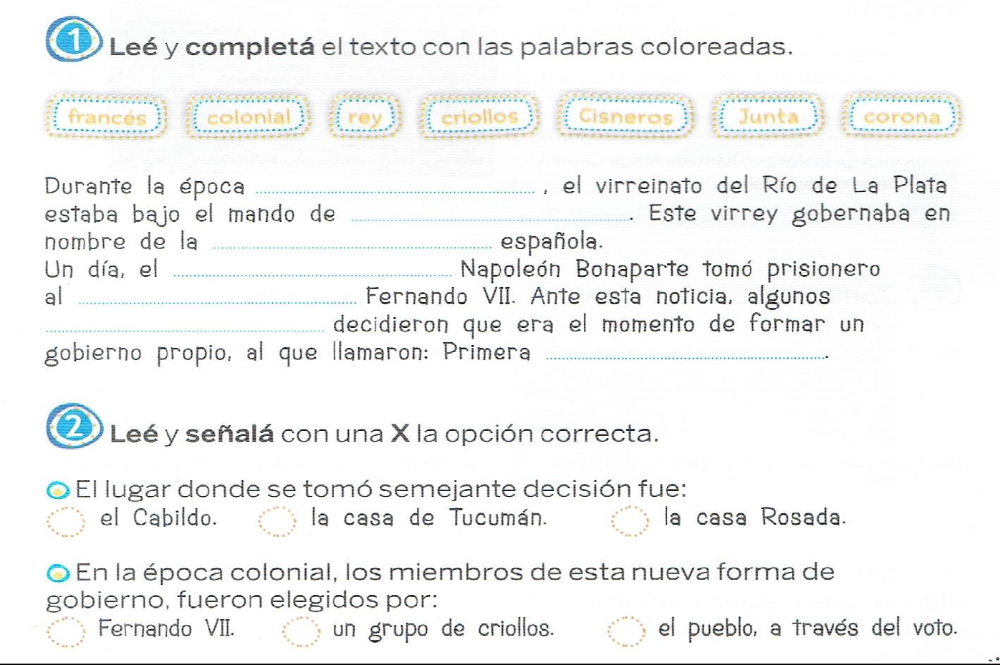 1 Leé y completá el texto con las palabras coloreadas.
francés colonial rey criollos Cisneros Junta corona
Durante la época ........, el virreinato del Río de La Plata
estaba bajo el mando de ......... Este virrey gobernaba en
nombre de la ........ española.
Un día, el ........ Napoleón Bonaparte tomó prisionero
al ........ Fernando VII. Ante esta noticia, algunos
........ decidieron que era el momento de formar un
gobierno propio, al que llamaron: Primera .........
2 Leé y señalá con una X la opción correcta.
El lugar donde se tomó semejante decisión fue:
el Cabildo. la casa de Tucumán. la casa Rosada.
En la época colonial, los miembros de esta nueva forma de
gobierno, fueron elegidos por:
Fernando VII. un grupo de criollos. el pueblo, a través del voto.